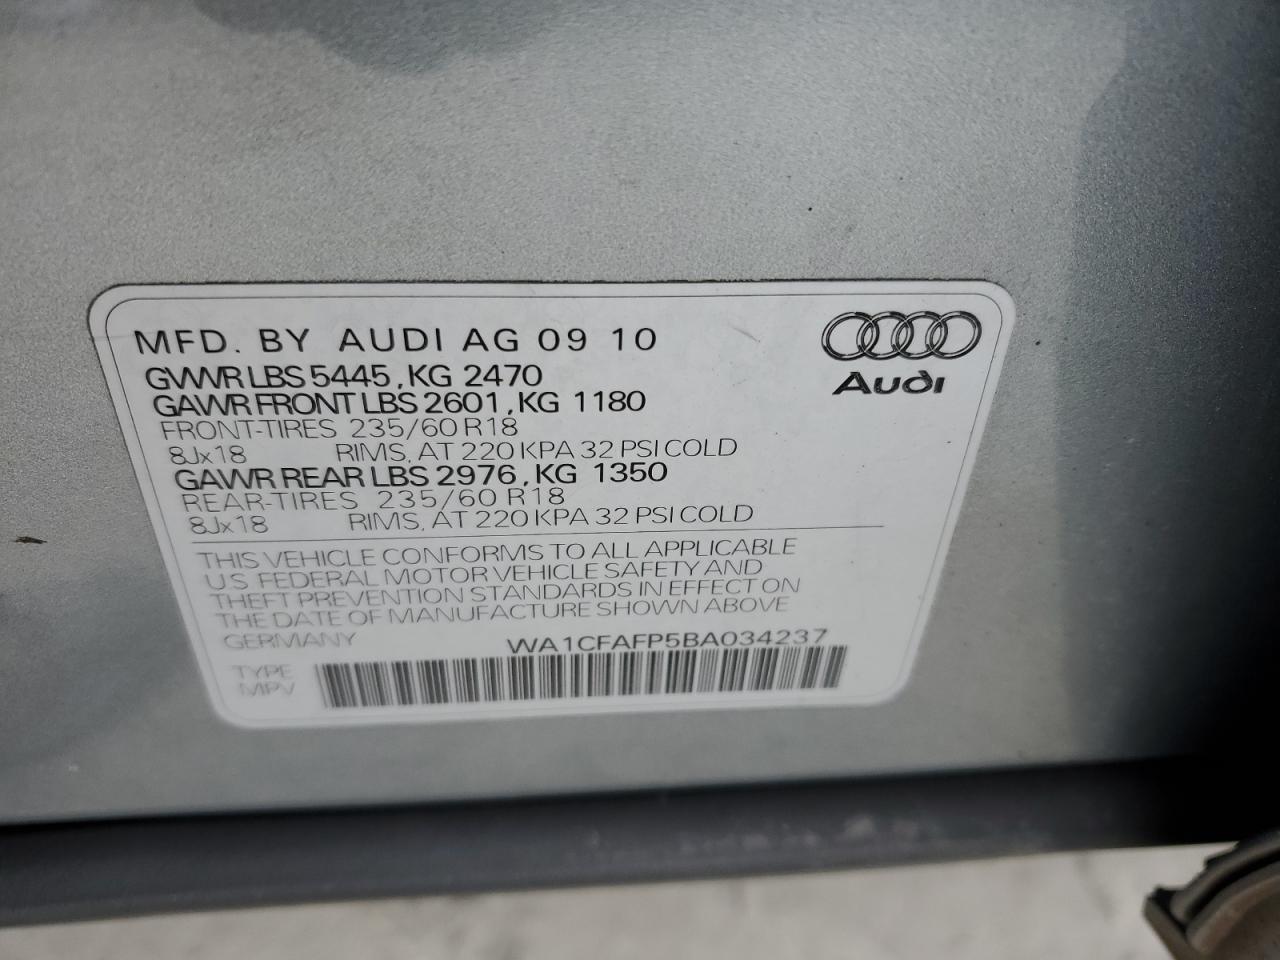 MFD. BY AUDI AG 09 10
Audi
GVWR LBS 5445, KG 2470
GAWR FRONT LBS 2601, KG 1180
FRONT-TIRES 235/60 R18
8Jx18 RIMS, AT 220 KPA 32 PSI COLD
GAWR REAR LBS 2976, KG 1350
REAR-TIRES 235/60 R18
8Jx18 RIMS, AT 220 KPA 32 PSI COLD
THIS VEHICLE CONFORMS TO ALL APPLICABLE
U.S FEDERAL MOTOR VEHICLE SAFETY AND
THEFT PREVENTION STANDARDS IN EFFECT ON
THE DATE OF MANUFACTURE SHOWN ABOVE
GERMANY WA1CFAFP5BA034237
TYPE
MPV